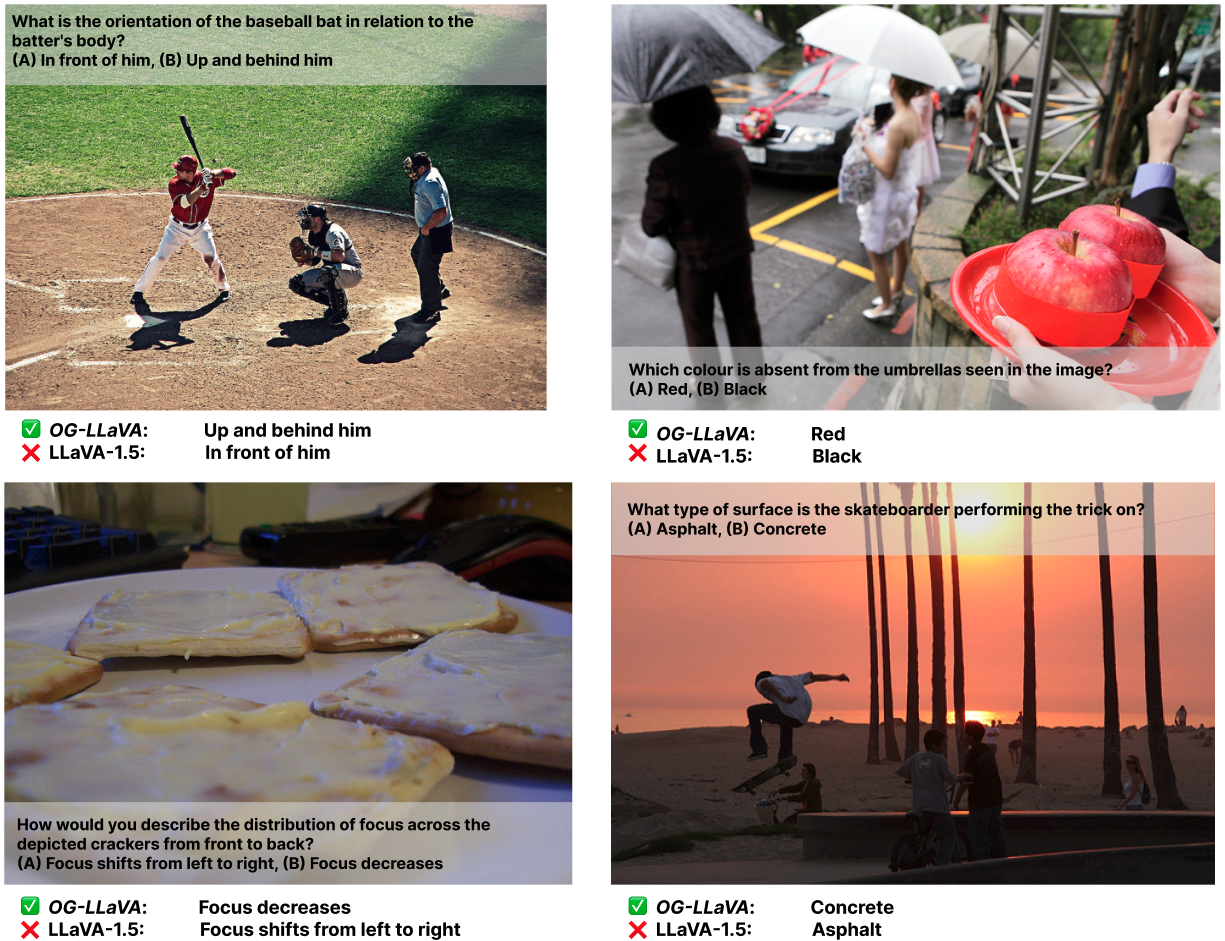 What is the orientation of the baseball bat in relation to the
batter's body?
(A) In front of him, (B) Up and behind him
✅ OG-LLaVA: Up and behind him
❌ LLaVA-1.5: In front of him
Which colour is absent from the umbrellas seen in the image?
(A) Red, (B) Black
✅ OG-LLaVA: Red
❌ LLaVA-1.5: Black
How would you describe the distribution of focus across the
depicted crackers from front to back?
(A) Focus shifts from left to right, (B) Focus decreases
✅ OG-LLaVA: Focus decreases
❌ LLaVA-1.5: Focus shifts from left to right
What type of surface is the skateboarder performing the trick on?
(A) Asphalt, (B) Concrete
✅ OG-LLaVA: Concrete
❌ LLaVA-1.5: Asphalt